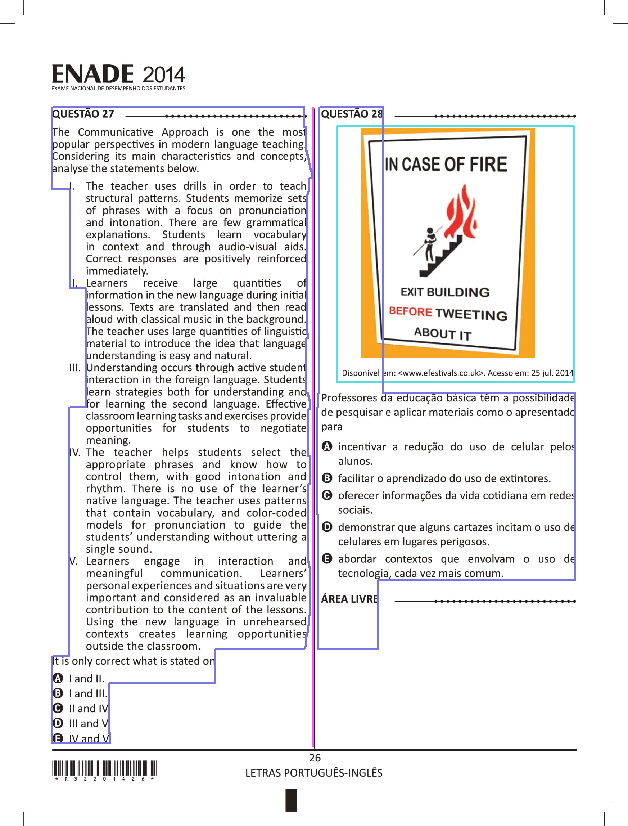 ENADE 2014
EXAME NACIONAL DE DESEMPENHO DOS ESTUDANTES
QUESTÃO 27
The Communicative Approach is one the most
popular perspectives in modern language teaching.
Considering its main characteristics and concepts,
analyse the statements below.
I. The teacher uses drills in order to teach
structural patterns. Students memorize sets
of phrases with a focus on pronunciation
and intonation. There are few grammatical
explanations. Students learn vocabulary
in context and through audio-visual aids.
Correct responses are positively reinforced
immediately.
II. Learners receive large quantities of
information in the new language during initial
lessons. Texts are translated and then read
aloud with classical music in the background.
The teacher uses large quantities of linguistic
material to introduce the idea that language
understanding is easy and natural.
III. Understanding occurs through active student
interaction in the foreign language. Students
learn strategies both for understanding and
for learning the second language. Effective
classroom learning tasks and exercises provide
opportunities for students to negotiate
meaning.
IV. The teacher helps students select the
appropriate phrases and know how to
control them, with good intonation and
rhythm. There is no use of the learner's
native language. The teacher uses patterns
that contain vocabulary, and color-coded
models for pronunciation to guide the
students' understanding without uttering a
single sound.
V. Learners engage in interaction and
meaningful communication. Learners'
personal experiences and situations are very
important and considered as an invaluable
contribution to the content of the lessons.
Using the new language in unrehearsed
contexts creates learning opportunities
outside the classroom.
It is only correct what is stated on
A I and II.
B I and III.
C II and IV
D III and V
E IV and V
QUESTÃO 28
IN CASE OF FIRE
EXIT BUILDING
BEFORE TWEETING
ABOUT IT
Disponível em: <www.efestivals.co.uk>. Acesso em: 25 jul. 2014
Professores da educação básica têm a possibilidade
de pesquisar e aplicar materiais como o apresentado
para
A incentivar a redução do uso de celular pelos
alunos.
B facilitar o aprendizado do uso de extintores.
C oferecer informações da vida cotidiana em redes
sociais.
D demonstrar que alguns cartazes incitam o uso de
celulares em lugares perigosos.
E abordar contextos que envolvam o uso de
tecnologia, cada vez mais comum.
ÁREA LIVRE
*R32201426*
26
LETRAS PORTUGUÊS-INGLÊS